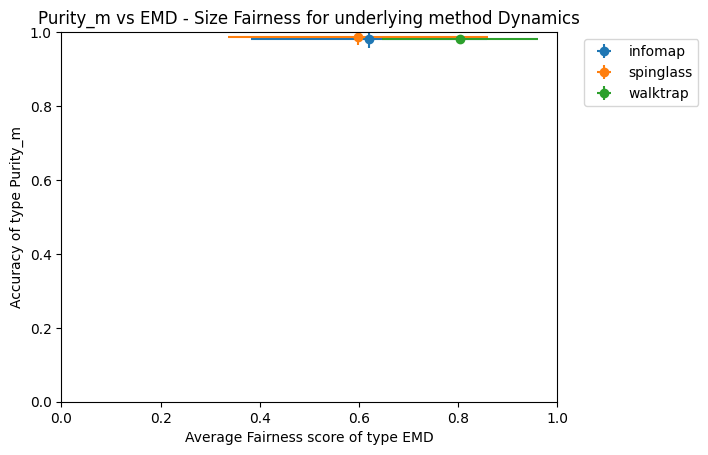 Purity_m vs EMD - Size Fairness for underlying method Dynamics
1.0
0.8
0.6
0.4
0.2
0.0
Accuracy of type Purity_m
0.0 0.2 0.4 0.6 0.8 1.0
Average Fairness score of type EMD
infomap
spinglass
walktrap